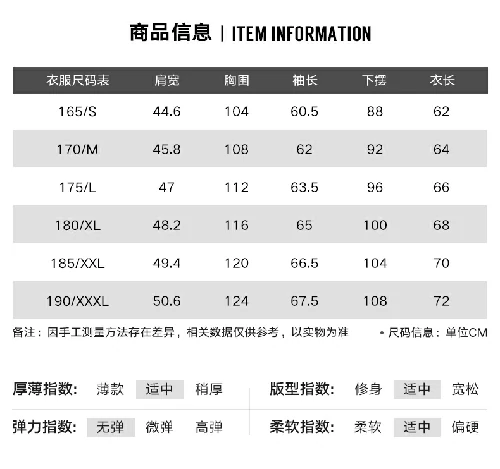 商品信息 | ITEM INFORMATION
衣服尺码表 肩宽 胸围 袖长 下摆 衣长
165/S 44.6 104 60.5 88 62
170/M 45.8 108 62 92 64
175/L 47 112 63.5 96 66
180/XL 48.2 116 65 100 68
185/XXL 49.4 120 66.5 104 70
190/XXXL 50.6 124 67.5 108 72
备注：因手工测量方法存在差异，相关数据仅供参考，以实物为准 • 尺码信息：单位CM
厚薄指数： 薄款 适中 稍厚 版型指数： 修身 适中 宽松
弹力指数： 无弹 微弹 高弹 柔软指数： 柔软 适中 偏硬